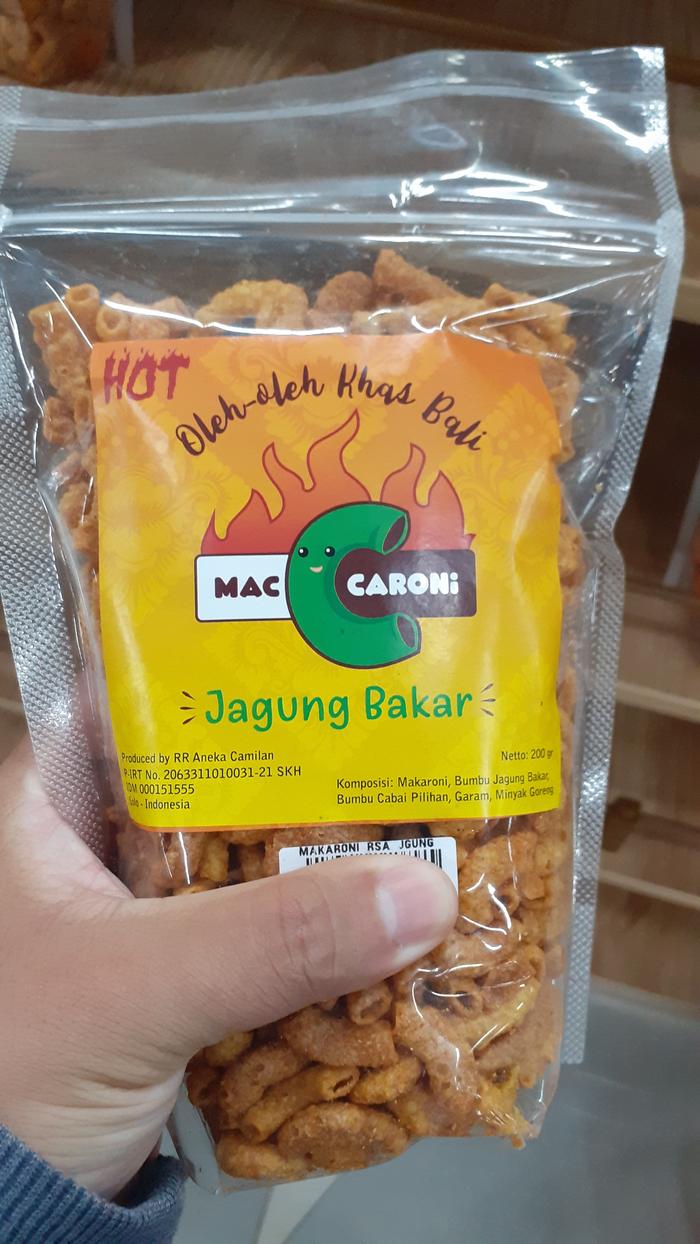 HOT
Oleh-oleh Khas Bali
MAC CARONi
Jagung Bakar
Produced by RR Aneka Camilan
P-IRT No. 2063311010031-21 SKH
000151555
- Indonesia
Netto: 200 gr
Komposisi: Makaroni, Bumbu Jagung Bakar,
Bumbu Cabai Pilihan, Garam, Minyak Goreng
MAKARONI RSA JGUNG